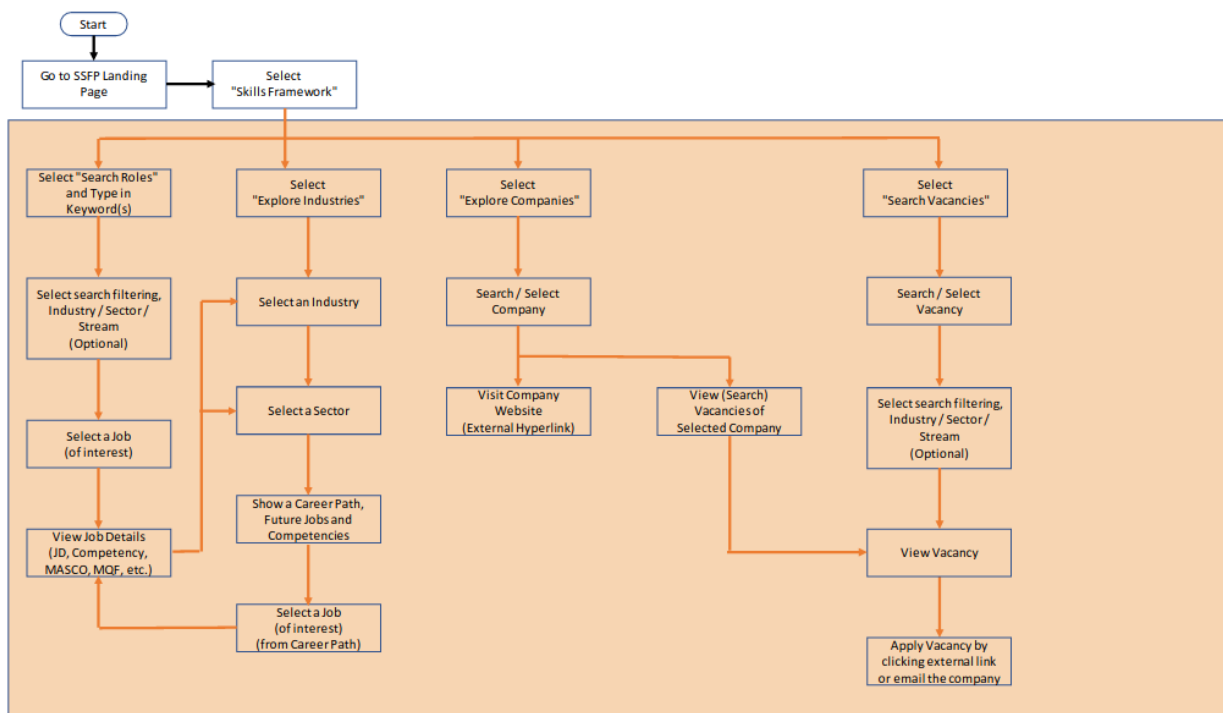 Start
Go to SSFP Landing
Page
Select
"Skills Framework"
Select "Search Roles"
and Type in
Keyword(s)
Select
"Explore Industries"
Select
"Explore Companies"
Select
"Search Vacancies"
Select search filtering,
Industry / Sector /
Stream
(Optional)
Select an Industry
Search / Select
Company
Search / Select
Vacancy
Select a Job
(of interest)
Select a Sector
Visit Company
Website
(External Hyperlink)
View (Search)
Vacancies of
Selected Company
Select search filtering,
Industry / Sector /
Stream
(Optional)
View Job Details
(JD, Competency,
MASCO, MQF, etc.)
Show a Career Path,
Future Jobs and
Competencies
View Vacancy
Select a Job
(of interest)
(from Career Path)
Apply Vacancy by
clicking external link
or email the company